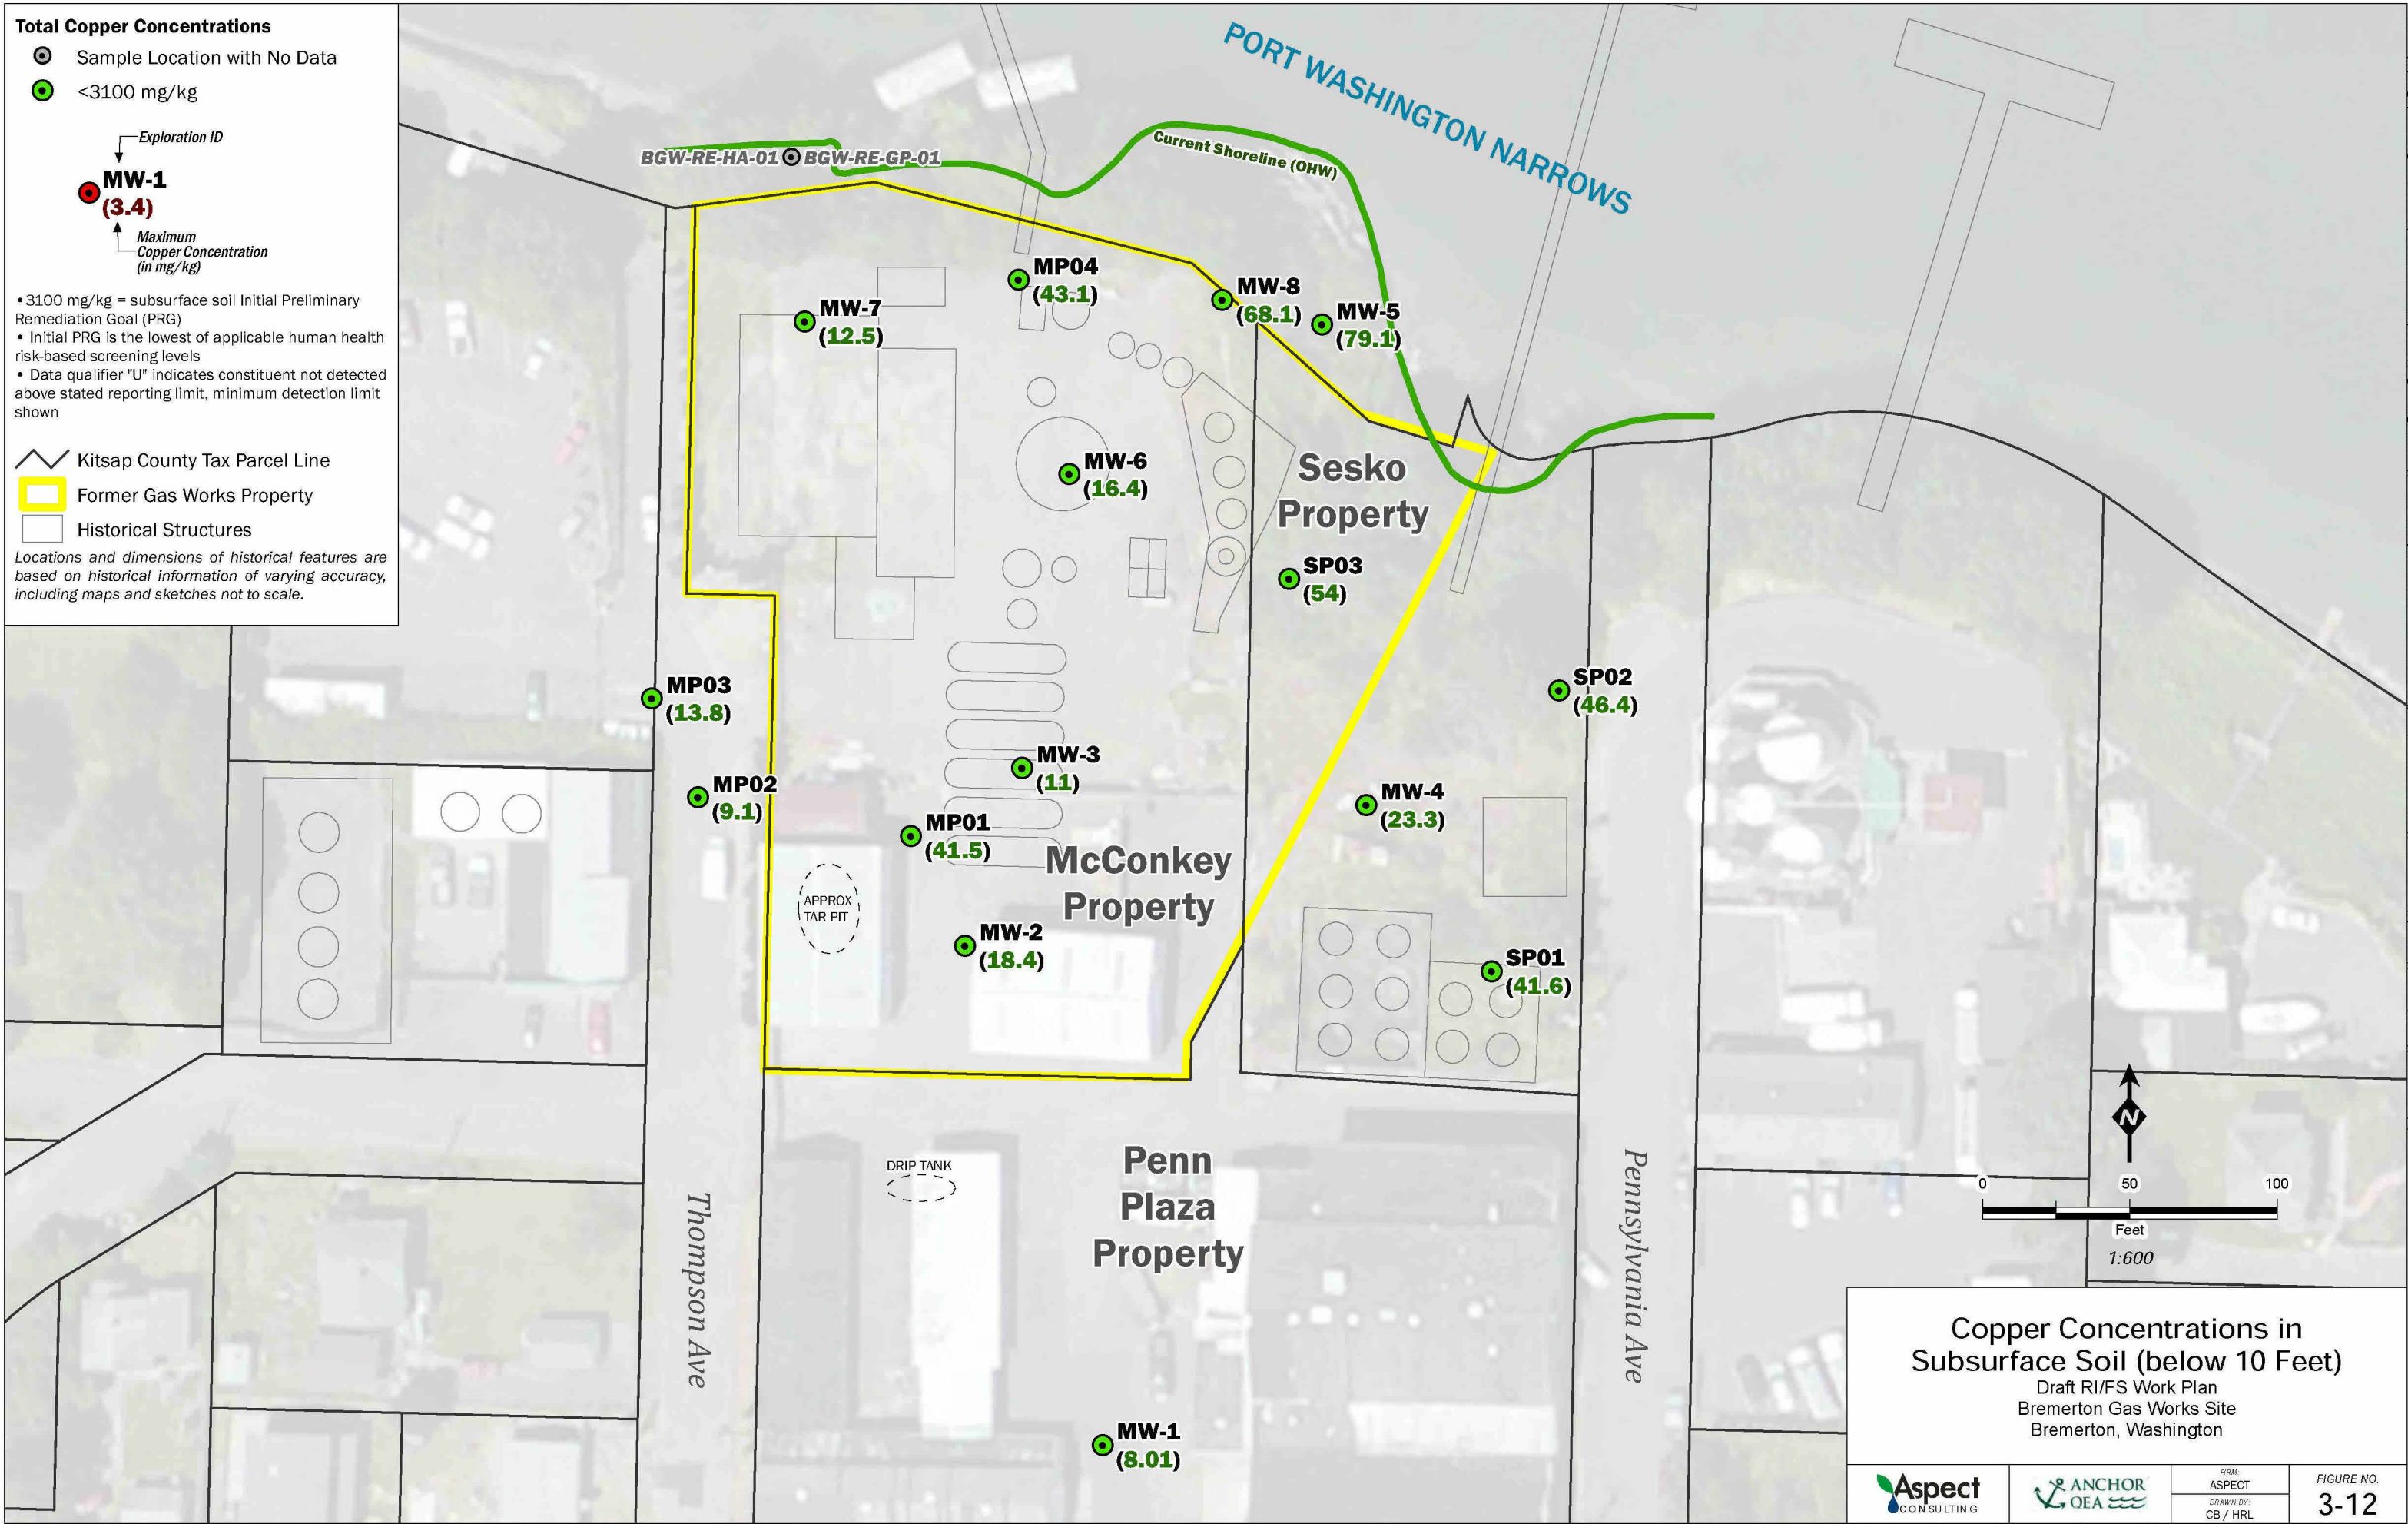 Total Copper Concentrations
Sample Location with No Data
<3100 mg/kg
Exploration ID
MW-1
(3.4)
Maximum
Copper Concentration
(in mg/kg)
•3100 mg/kg = subsurface soil Initial Preliminary
Remediation Goal (PRG)
• Initial PRG is the lowest of applicable human health
risk-based screening levels
• Data qualifier "U" indicates constituent not detected
above stated reporting limit, minimum detection limit
shown
Kitsap County Tax Parcel Line
Former Gas Works Property
Historical Structures
Locations and dimensions of historical features are
based on historical information of varying accuracy,
including maps and sketches not to scale.
PORT WASHINGTON NARROWS
Current Shoreline (OHW)
BGW-RE-HA-01 BGW-RE-GP-01
MP04
(43.1)
MW-8
(68.1)
MW-7
(12.5)
MW-5
(79.1)
MW-6
(16.4)
Sesko
Property
SP03
(54)
MP03
(13.8)
SP02
(46.4)
MW-3
(11)
MP02
(9.1)
MW-4
(23.3)
MP01
(41.5)
McConkey
Property
APPROX
TAR PIT
MW-2
(18.4)
SP01
(41.6)
DRIP TANK
Penn
Plaza
Property
Thompson Ave
Pennsylvania Ave
MW-1
(8.01)
N
0 50 100
Feet
1:600
Copper Concentrations in
Subsurface Soil (below 10 Feet)
Draft RI/FS Work Plan
Bremerton Gas Works Site
Bremerton, Washington
Aspect
CONSULTING
ANCHOR
QEA
FIRM:
ASPECT
DRAWN BY:
CB / HRL
FIGURE NO.
3-12